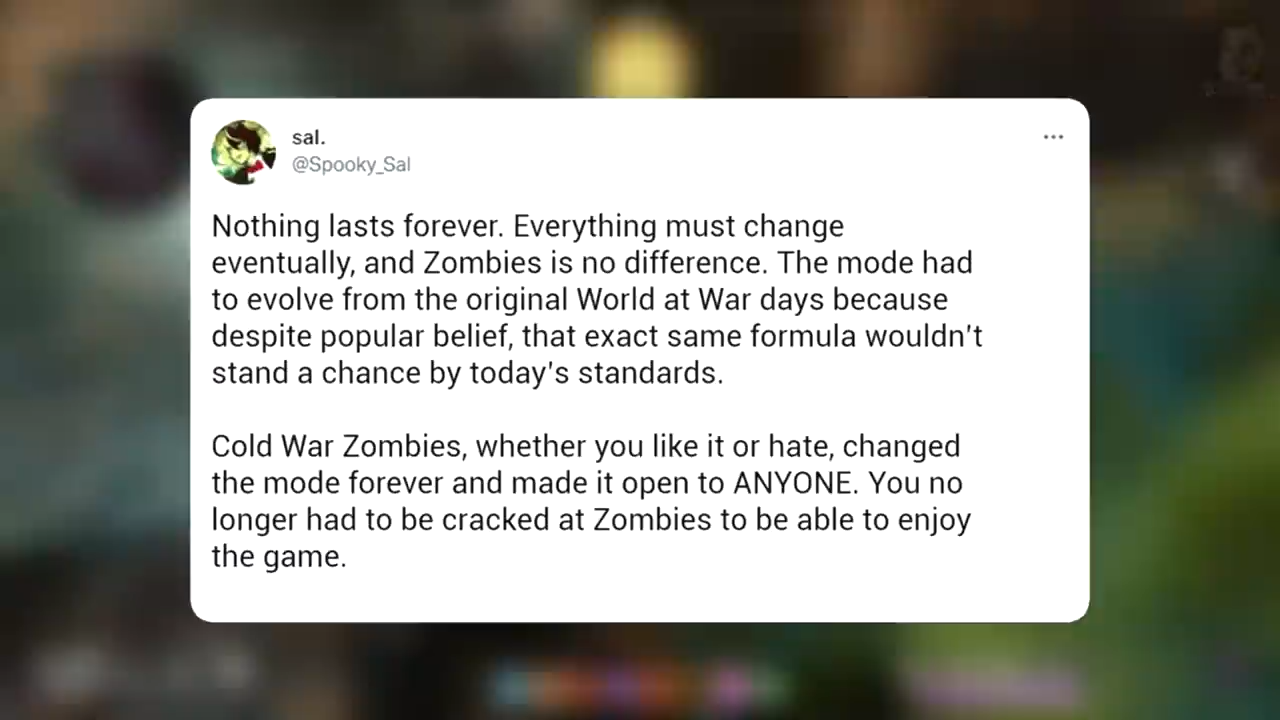 sal.
@Spooky_Sal
Nothing lasts forever. Everything must change
eventually, and Zombies is no difference. The mode had
to evolve from the original World at War days because
despite popular belief, that exact same formula wouldn't
stand a chance by today's standards.
Cold War Zombies, whether you like it or hate, changed
the mode forever and made it open to ANYONE. You no
longer had to be cracked at Zombies to be able to enjoy
the game.